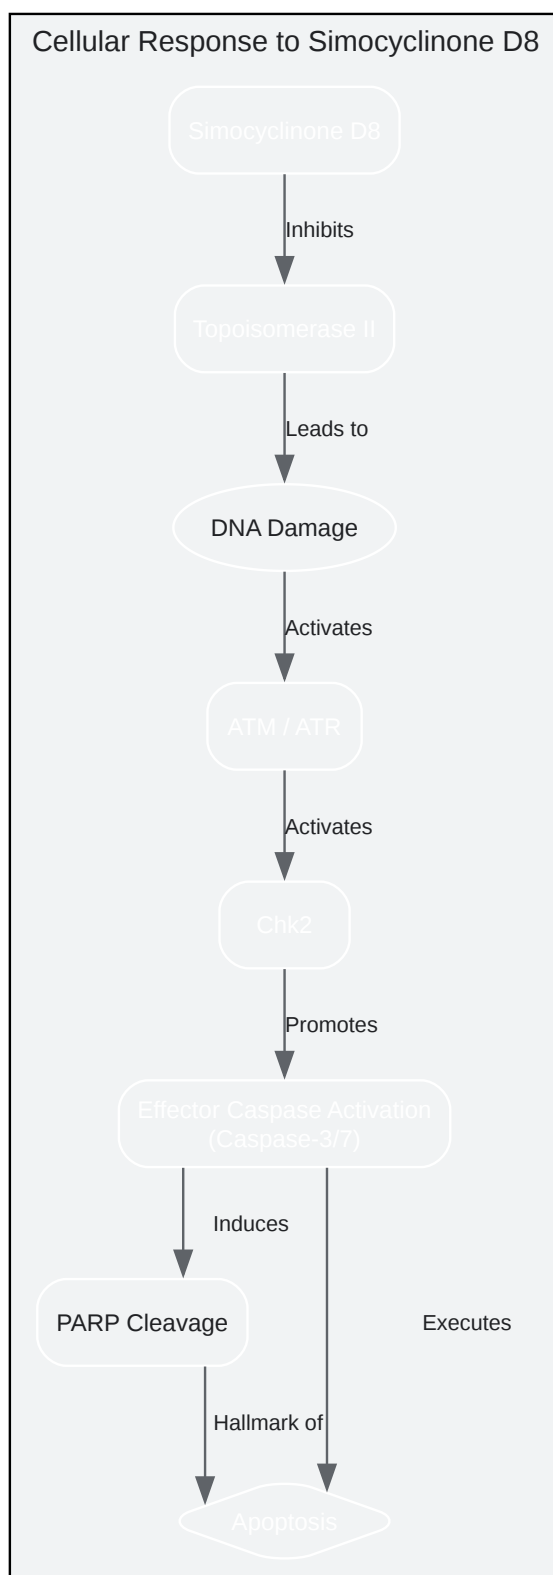 Cellular Response to Simocyclinone D8
Simocyclinone D8
Inhibits
Topoisomerase II
Leads to
DNA Damage
Activates
ATM / ATR
Activates
Chk2
Promotes
Effector Caspase Activation
(Caspase-3/7)
Induces
PARP Cleavage
Executes
Hallmark of
Apoptosis